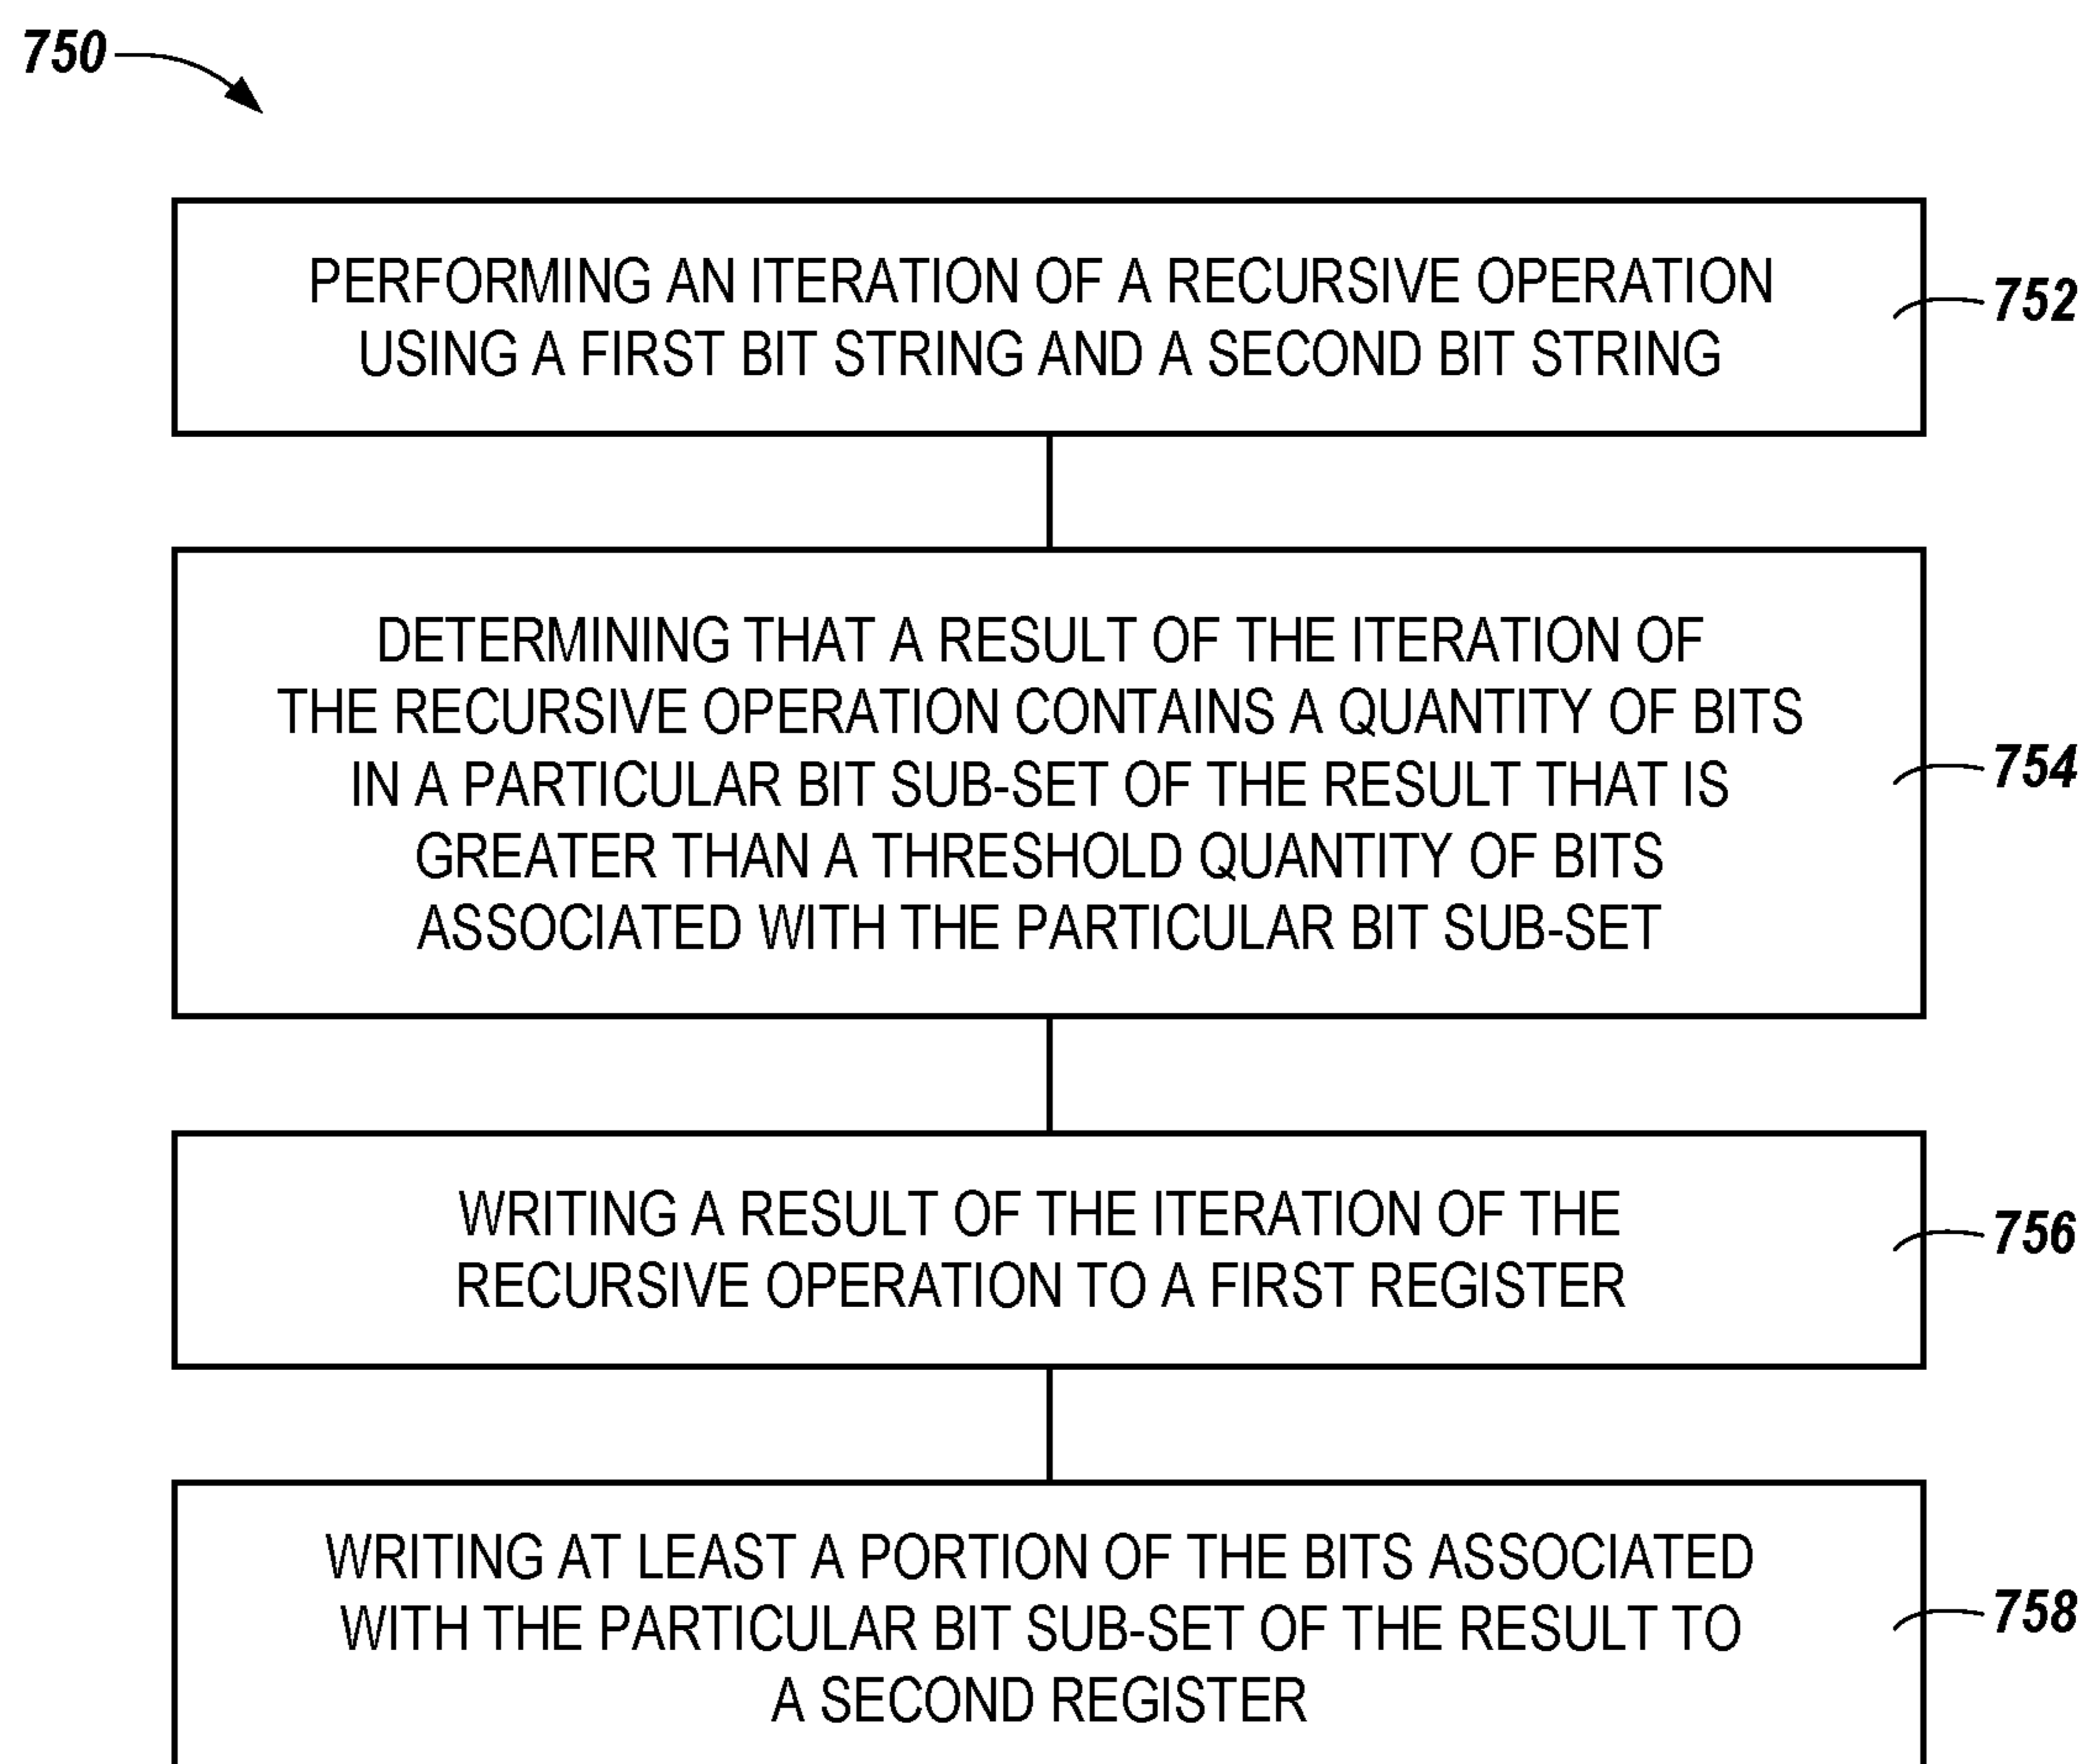 750
PERFORMING AN ITERATION OF A RECURSIVE OPERATION
USING A FIRST BIT STRING AND A SECOND BIT STRING
752
DETERMINING THAT A RESULT OF THE ITERATION OF
THE RECURSIVE OPERATION CONTAINS A QUANTITY OF BITS
IN A PARTICULAR BIT SUB-SET OF THE RESULT THAT IS
GREATER THAN A THRESHOLD QUANTITY OF BITS
ASSOCIATED WITH THE PARTICULAR BIT SUB-SET
754
WRITING A RESULT OF THE ITERATION OF THE
RECURSIVE OPERATION TO A FIRST REGISTER
756
WRITING AT LEAST A PORTION OF THE BITS ASSOCIATED
WITH THE PARTICULAR BIT SUB-SET OF THE RESULT TO
A SECOND REGISTER
758